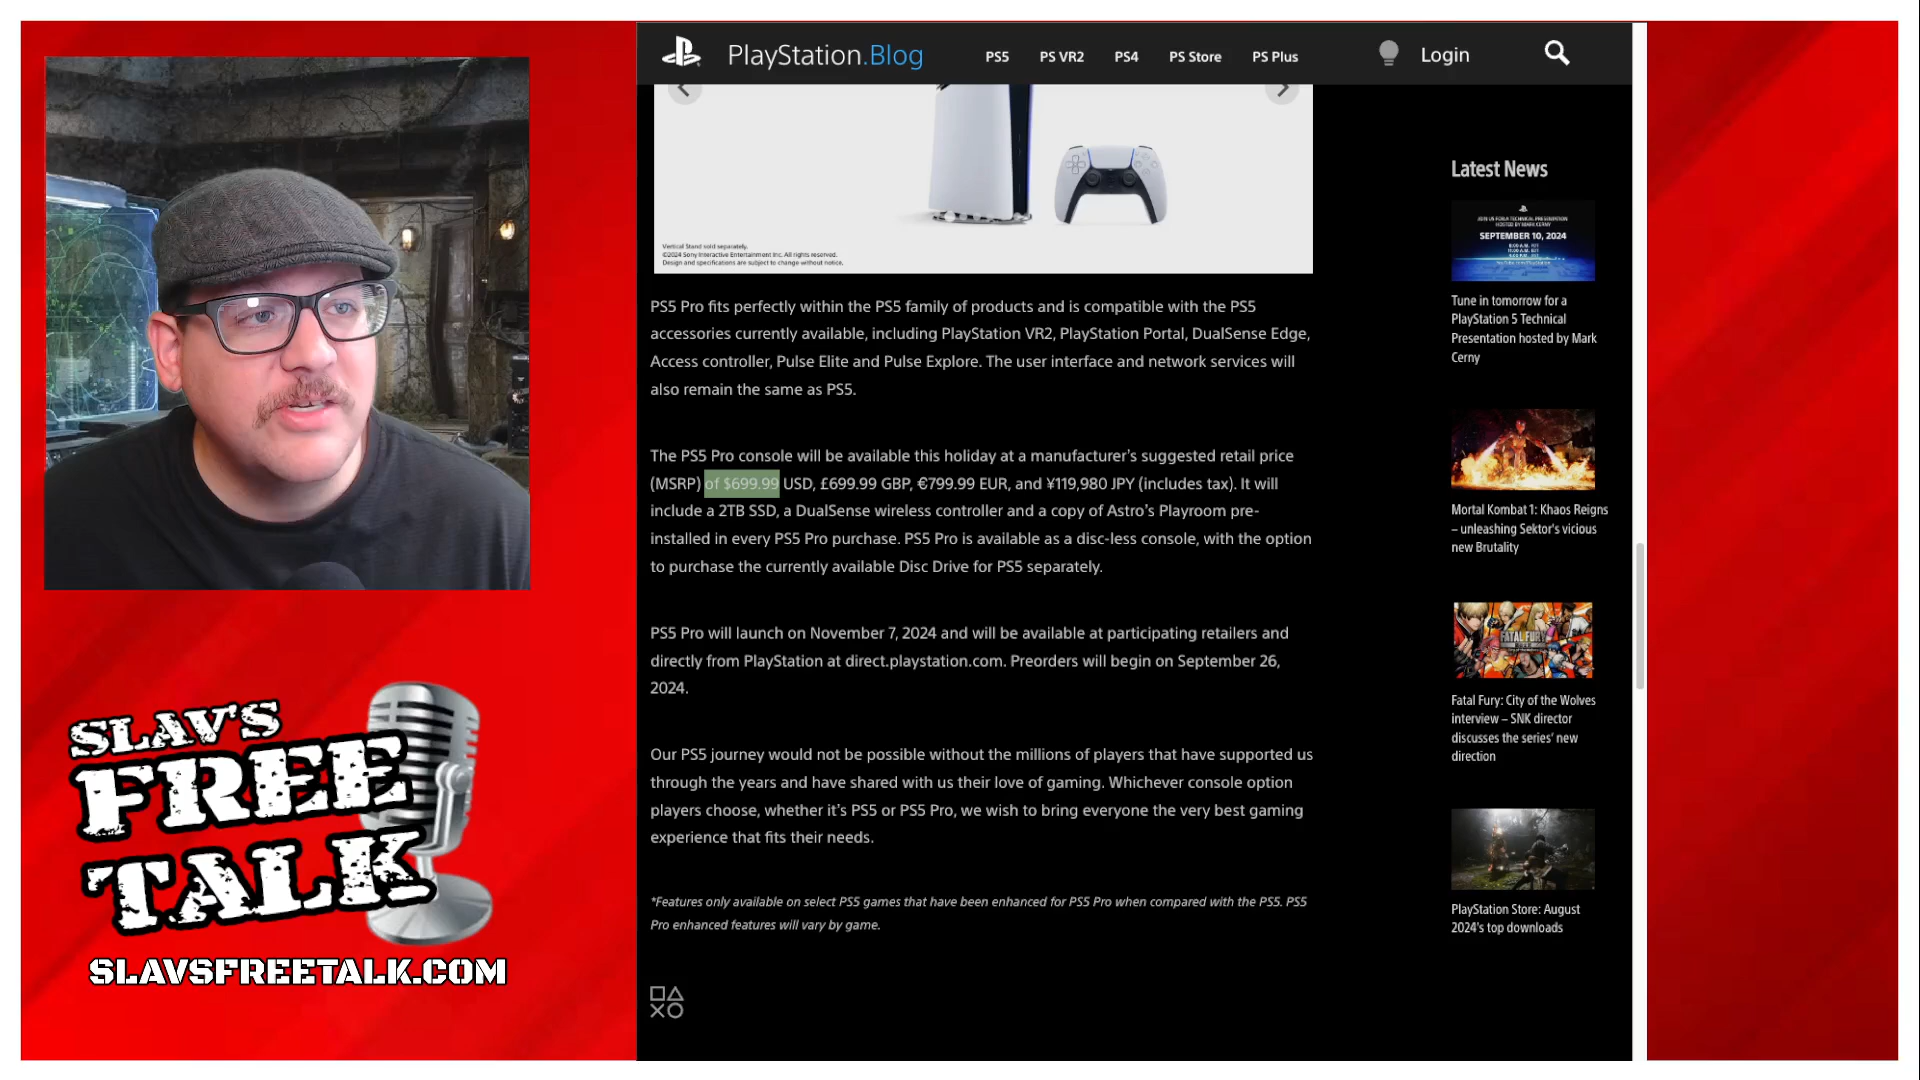 PlayStation.Blog
PS5
PS VR2
PS4
PS Store
PS Plus
Login
Vertical Stand sold separately.
©2024 Sony Interactive Entertainment Inc. All rights reserved.
Design and specifications are subject to change without notice.
PS5 Pro fits perfectly within the PS5 family of products and is compatible with the PS5
accessories currently available, including PlayStation VR2, PlayStation Portal, DualSense Edge,
Access controller, Pulse Elite and Pulse Explore. The user interface and network services will
also remain the same as PS5.
The PS5 Pro console will be available this holiday at a manufacturer's suggested retail price
(MSRP) of $699.99 USD, £699.99 GBP, €799.99 EUR, and ¥119,980 JPY (includes tax). It will
include a 2TB SSD, a DualSense wireless controller and a copy of Astro's Playroom pre-
installed in every PS5 Pro purchase. PS5 Pro is available as a disc-less console, with the option
to purchase the currently available Disc Drive for PS5 separately.
PS5 Pro will launch on November 7, 2024 and will be available at participating retailers and
directly from PlayStation at direct.playstation.com. Preorders will begin on September 26,
2024.
Our PS5 journey would not be possible without the millions of players that have supported us
through the years and have shared with us their love of gaming. Whichever console option
players choose, whether it's PS5 or PS5 Pro, we wish to bring everyone the very best gaming
experience that fits their needs.
*Features only available on select PS5 games that have been enhanced for PS5 Pro when compared with the PS5. PS5
Pro enhanced features will vary by game.
Latest News
JOIN US FOR A TECHNICAL PRESENTATION
HOSTED BY MARK CERNY
SEPTEMBER 10, 2024
Tune in tomorrow for a
PlayStation 5 Technical
Presentation hosted by Mark
Cerny
Mortal Kombat 1: Khaos Reigns
– unleashing Sektor's vicious
new Brutality
FATAL FURY
Fatal Fury: City of the Wolves
interview – SNK director
discusses the series' new
direction
PlayStation Store: August
2024's top downloads
SLAV'S
FREE
TALK
SLAVSFREETALK.COM